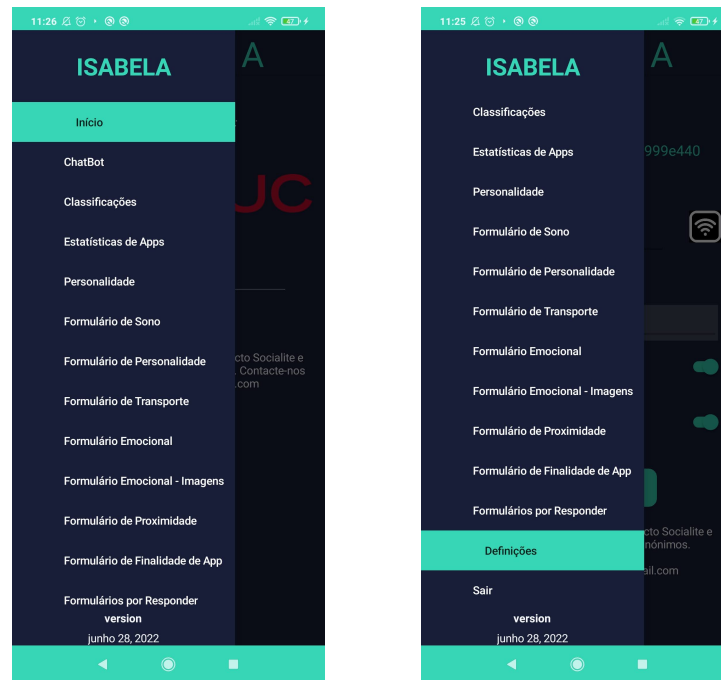 11:26
47
ISABELA
A
Início
ChatBot
JC
Classificações
Estatísticas de Apps
Personalidade
Formulário de Sono
Formulário de Personalidade
cto Socialite e
. Contacte-nos
.com
Formulário de Transporte
Formulário Emocional
Formulário Emocional - Imagens
Formulário de Proximidade
Formulário de Finalidade de App
Formulários por Responder
version
junho 28, 2022
11:25
47
ISABELA
A
Classificações
Estatísticas de Apps
999e440
Personalidade
Formulário de Sono
Formulário de Personalidade
Formulário de Transporte
Formulário Emocional
Formulário Emocional - Imagens
Formulário de Proximidade
Formulário de Finalidade de App
Formulários por Responder
cto Socialite e
nónimos.
Definições
ail.com
Sair
version
junho 28, 2022